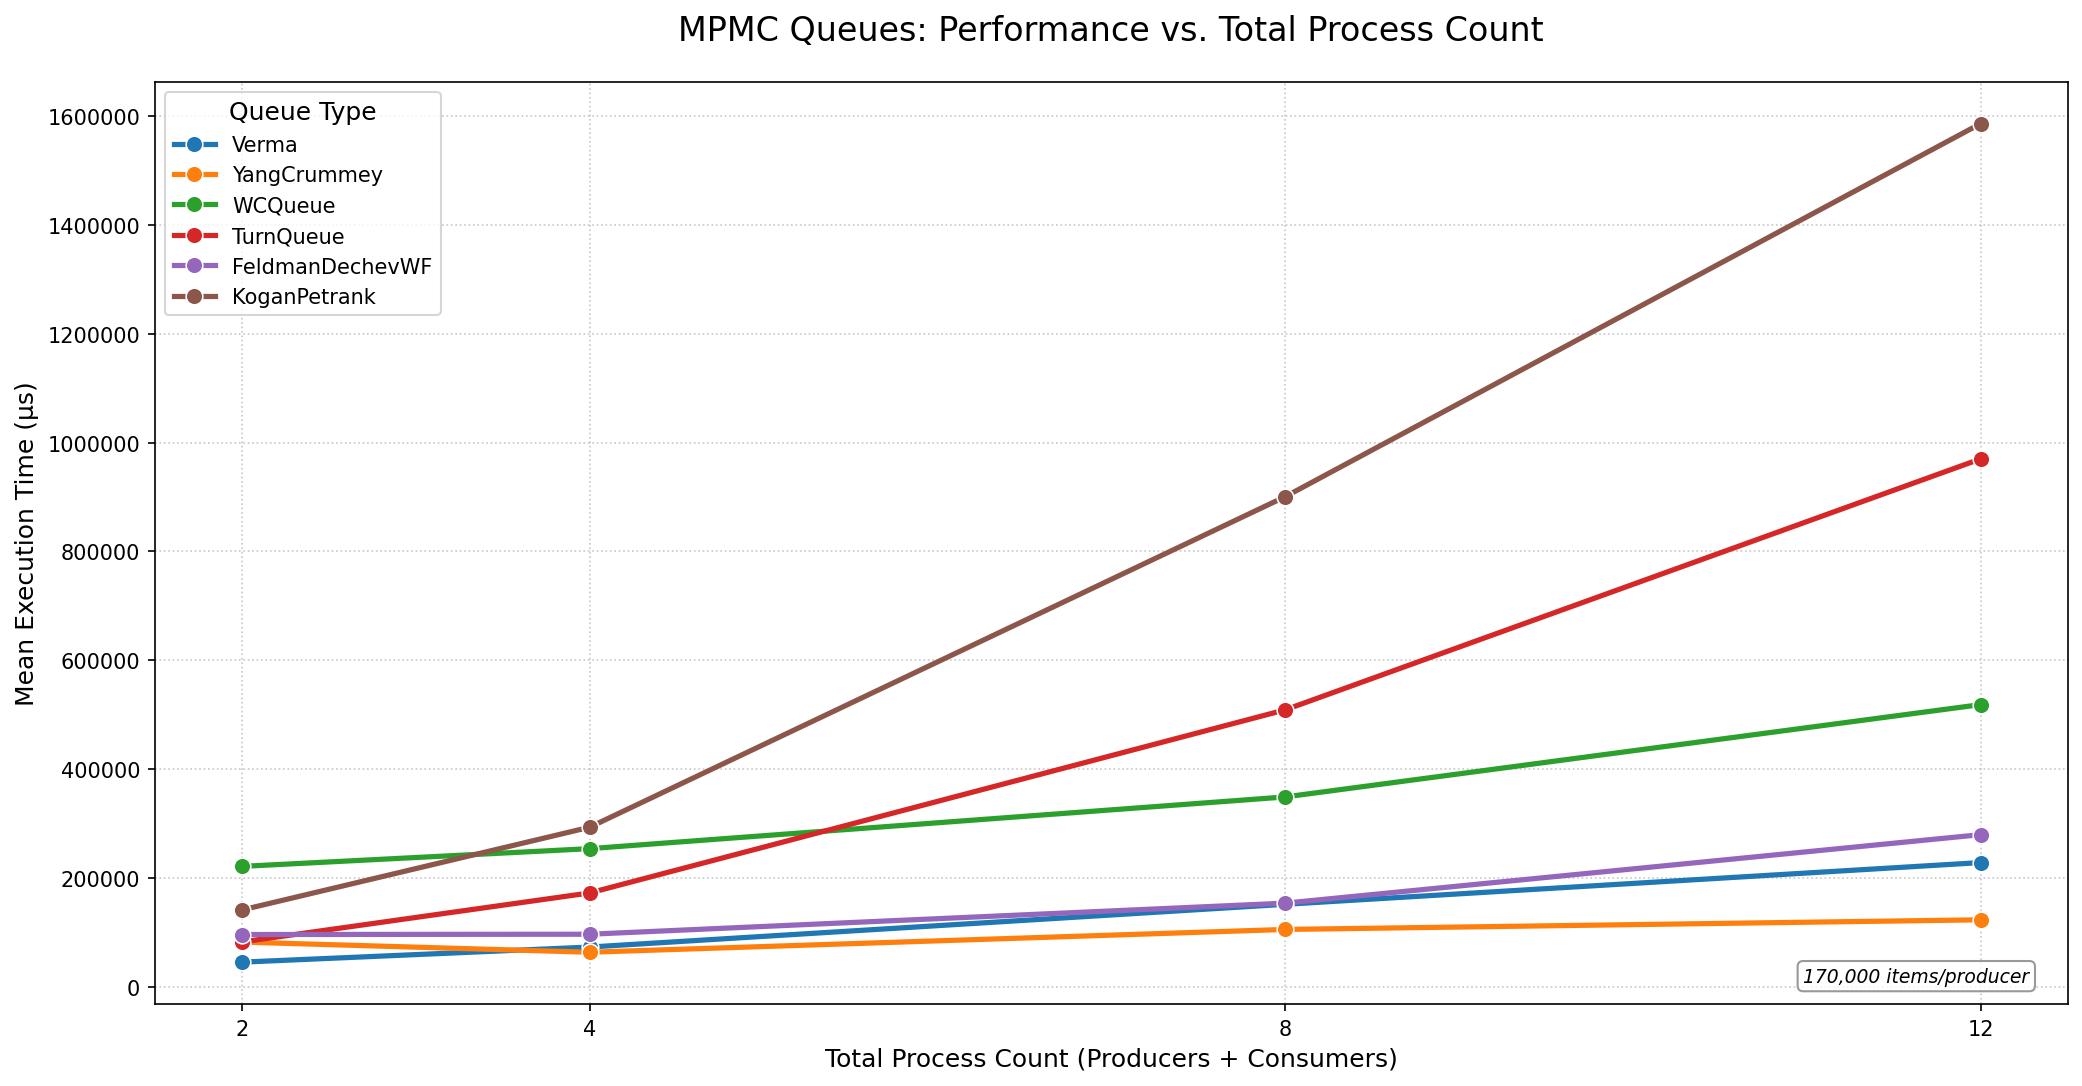 MPMC Queues: Performance vs. Total Process Count
Queue Type
Verma
YangCrummey
WCQueue
TurnQueue
FeldmanDechevWF
KoganPetrank
Mean Execution Time (µs)
1600000
1400000
1200000
1000000
800000
600000
400000
200000
0
170,000 items/producer
2 4 8 12
Total Process Count (Producers + Consumers)